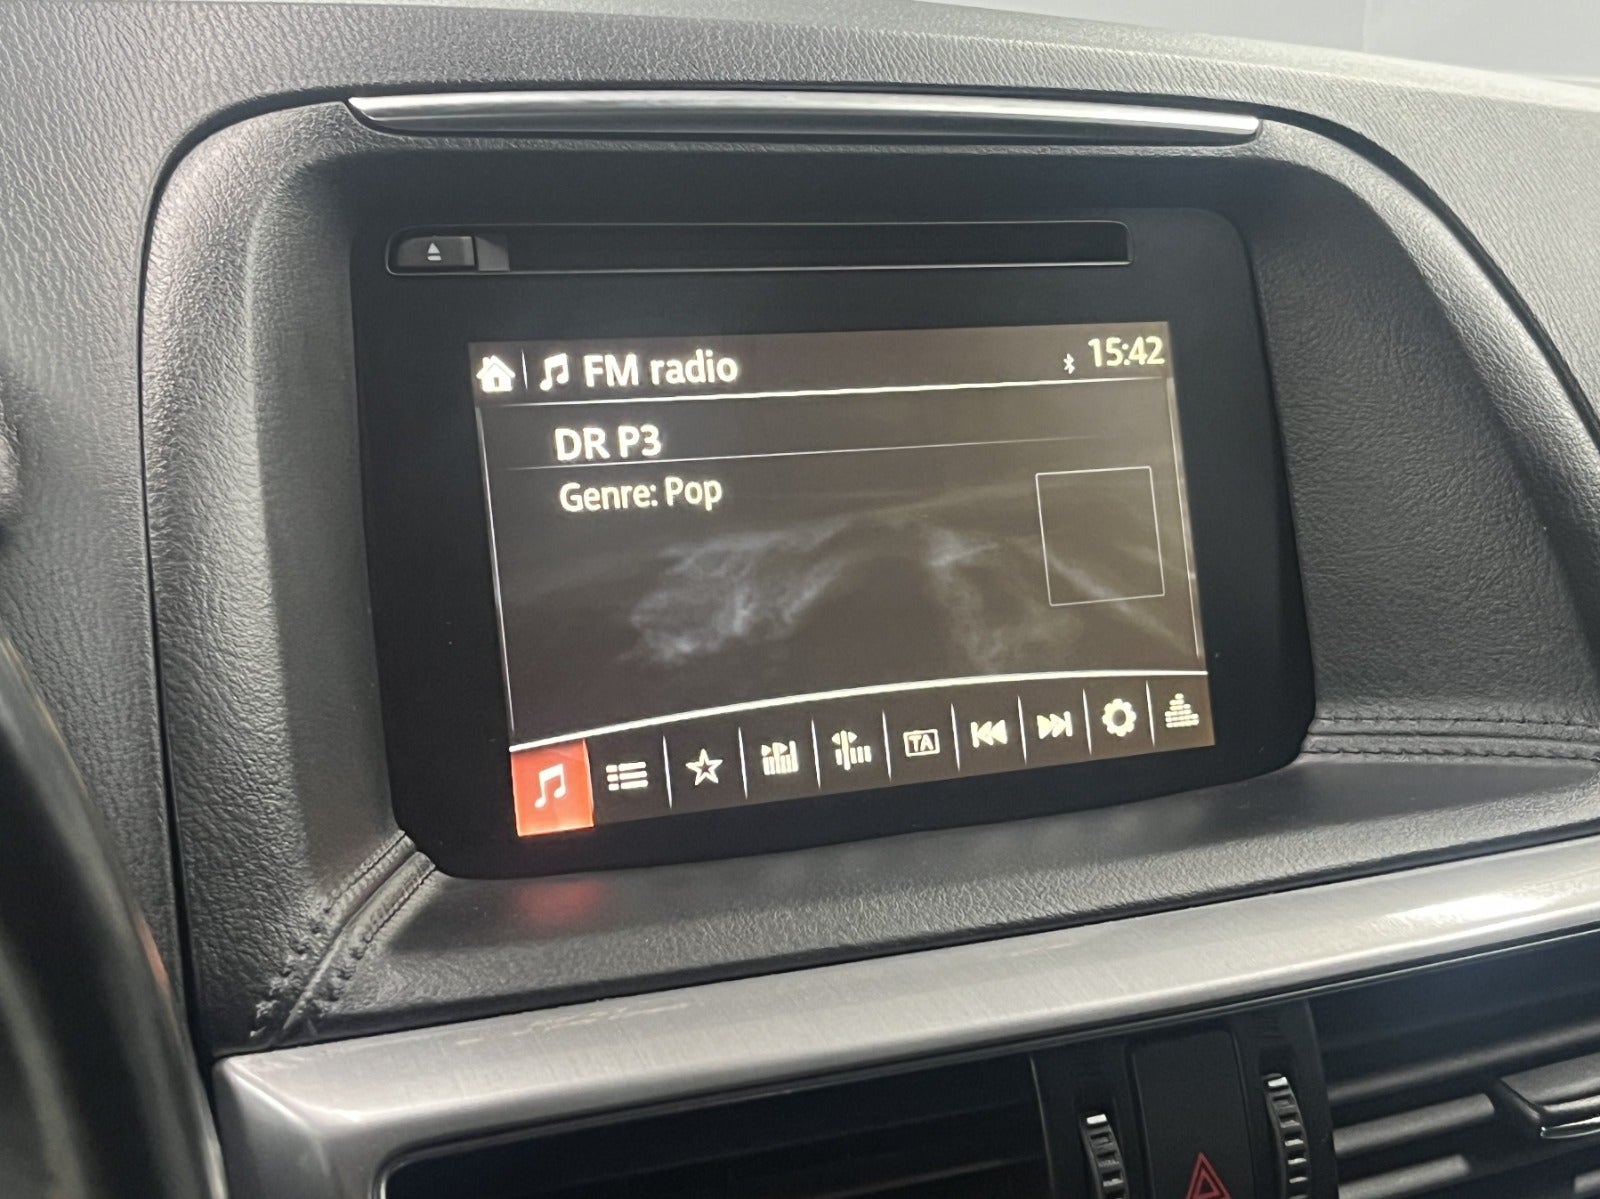 FM radio
15:42
DR P3
Genre: Pop
TA